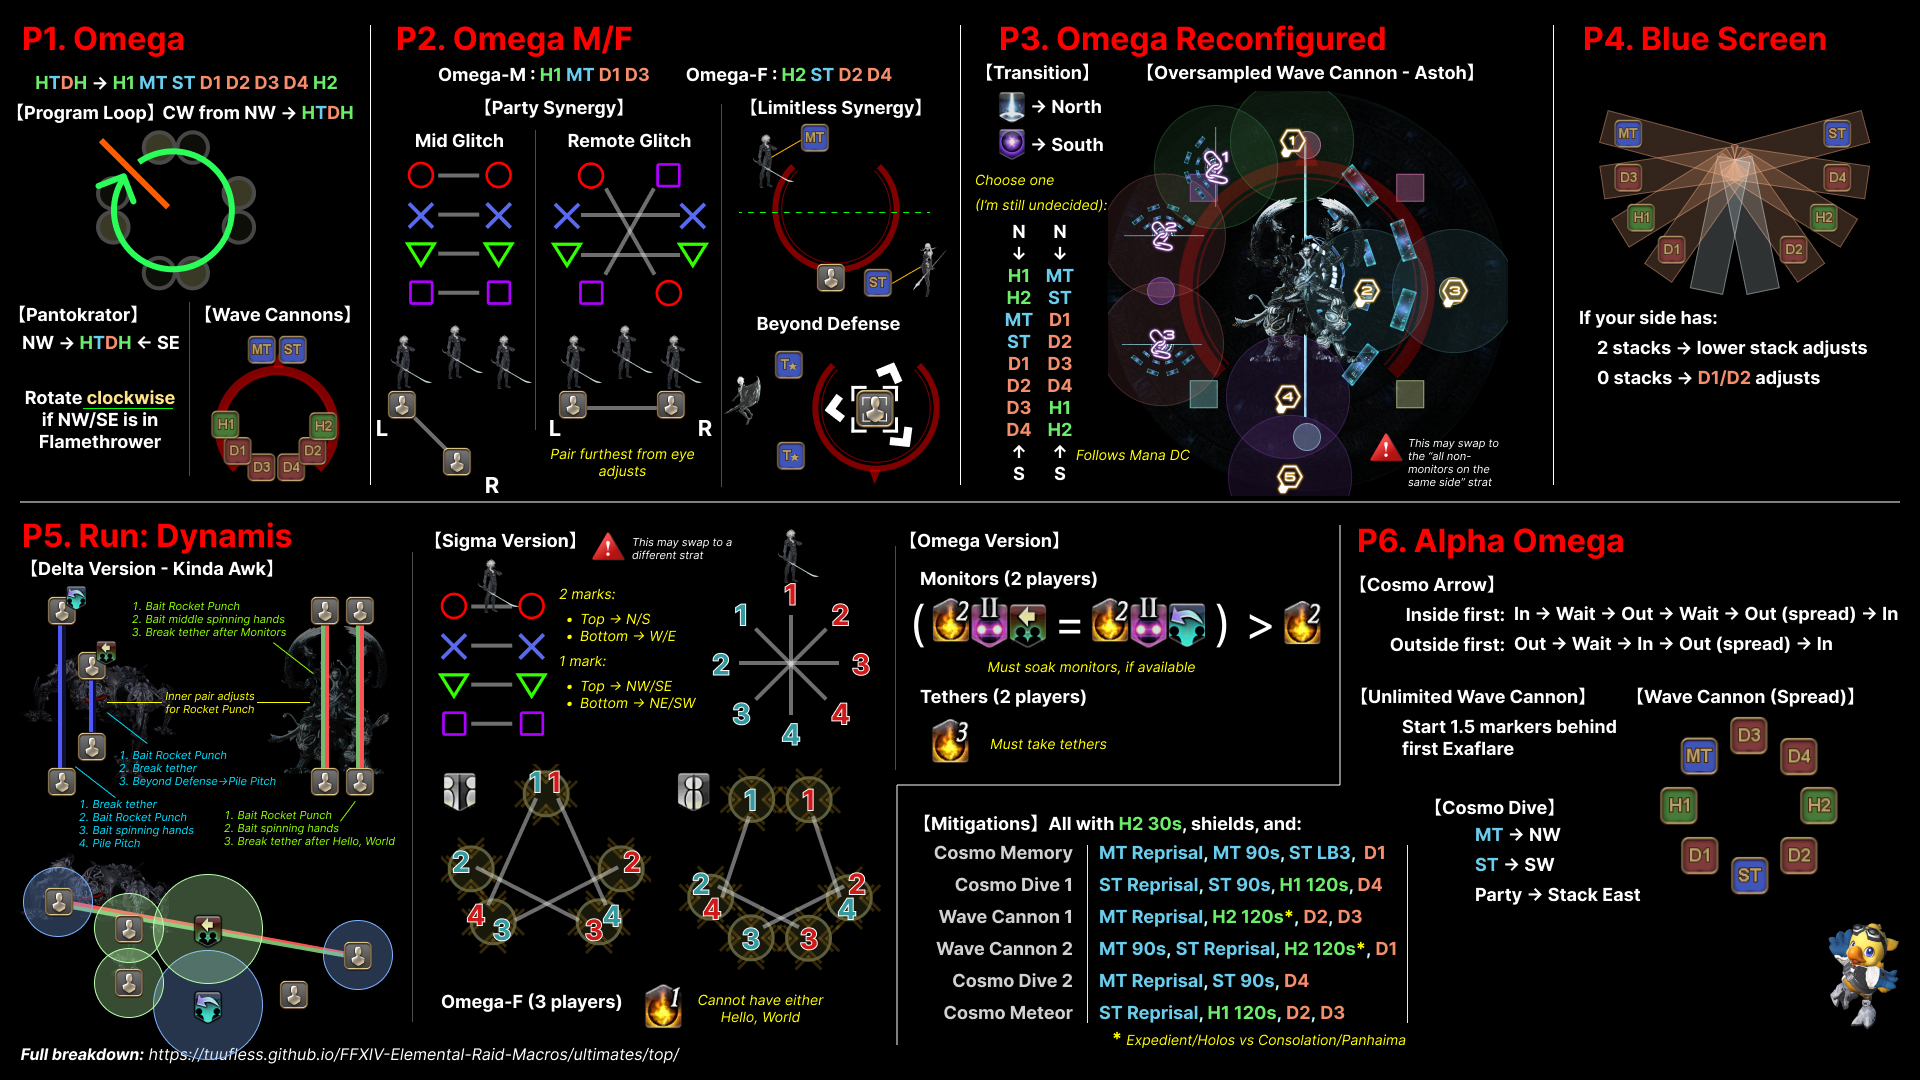 P1. Omega
HTDH → H1 MT ST D1 D2 D3 D4 H2
【Program Loop】CW from NW → HTDH
【Pantokrator】
NW → HTDH ← SE
Rotate clockwise
if NW/SE is in
Flamethrower
【Wave Cannons】
MT ST
H1 H2
D1 D2
D3 D4
P2. Omega M/F
Omega-M : H1 MT D1 D3
Omega-F : H2 ST D2 D4
【Party Synergy】
Mid Glitch
Remote Glitch
L
R
L R
Pair furthest from eye
adjusts
【Limitless Synergy】
MT
ST
Beyond Defense
T★
T★
P3. Omega Reconfigured
【Transition】
→ North
→ South
Choose one
(I'm still undecided):
N N
↓ ↓
H1 MT
H2 ST
MT D1
ST D2
D1 D3
D2 D4
D3 H1
D4 H2
↑ ↑
S S
Follows Mana DC
【Oversampled Wave Cannon - Astoh】
1
1
2
2
3
3
4
5
This may swap to
the “all non-
monitors on the
same side” strat
P4. Blue Screen
MT ST
D3 D4
H1 H2
D1 D2
If your side has:
2 stacks → lower stack adjusts
0 stacks → D1/D2 adjusts
P5. Run: Dynamis
【Delta Version - Kinda Awk】
1. Bait Rocket Punch
2. Bait middle spinning hands
3. Break tether after Monitors
Inner pair adjusts
for Rocket Punch
1. Bait Rocket Punch
2. Break tether
3. Beyond Defense→Pile Pitch
1. Break tether
2. Bait Rocket Punch
3. Bait spinning hands
4. Pile Pitch
1. Bait Rocket Punch
2. Bait spinning hands
3. Break tether after Hello, World
【Sigma Version】
This may swap to a
different strat
2 marks:
• Top → N/S
• Bottom → W/E
1 mark:
• Top → NW/SE
• Bottom → NE/SW
1
1 2
2 3
3 4
4
1 1
2 2
4 3 3 4
1 1
2 2
4 4
3 3
Omega-F (3 players)
1
Cannot have either
Hello, World
【Omega Version】
Monitors (2 players)
( 2 II = 2 II ) > 2
Must soak monitors, if available
Tethers (2 players)
3
Must take tethers
【Mitigations】All with H2 30s, shields, and:
Cosmo Memory MT Reprisal, MT 90s, ST LB3, D1
Cosmo Dive 1 ST Reprisal, ST 90s, H1 120s, D4
Wave Cannon 1 MT Reprisal, H2 120s*, D2, D3
Wave Cannon 2 MT 90s, ST Reprisal, H2 120s*, D1
Cosmo Dive 2 MT Reprisal, ST 90s, D4
Cosmo Meteor ST Reprisal, H1 120s, D2, D3
* Expedient/Holos vs Consolation/Panhaima
P6. Alpha Omega
【Cosmo Arrow】
Inside first: In → Wait → Out → Wait → Out (spread) → In
Outside first: Out → Wait → In → Out (spread) → In
【Unlimited Wave Cannon】
Start 1.5 markers behind
first Exaflare
【Cosmo Dive】
MT → NW
ST → SW
Party → Stack East
【Wave Cannon (Spread)】
D3
MT D4
H1 H2
D1 D2
ST
Full breakdown: https://tuufless.github.io/FFXIV-Elemental-Raid-Macros/ultimates/top/